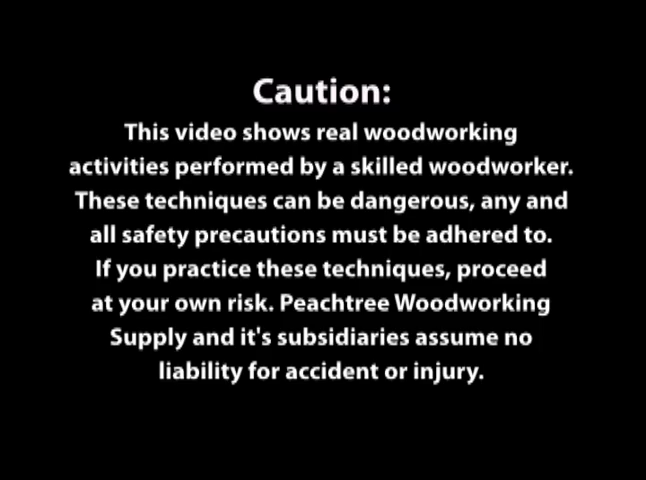 Caution:
This video shows real woodworking
activities performed by a skilled woodworker.
These techniques can be dangerous, any and
all safety precautions must be adhered to.
If you practice these techniques, proceed
at your own risk. Peachtree Woodworking
Supply and it's subsidiaries assume no
liability for accident or injury.